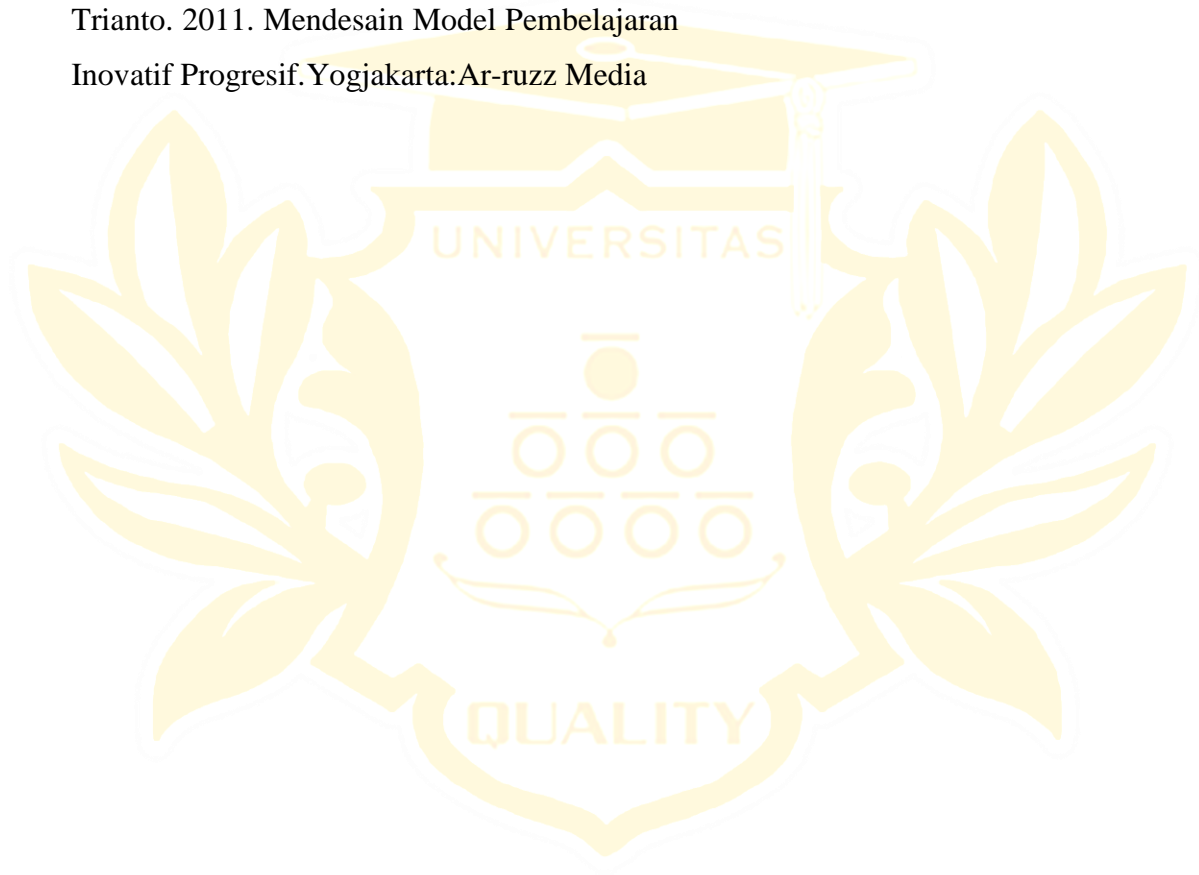 Trianto. 2011. Mendesain Model Pembelajaran
Inovatif Progresif.Yogjakarta:Ar-ruzz Media
UNIVERSITAS
QUALITY